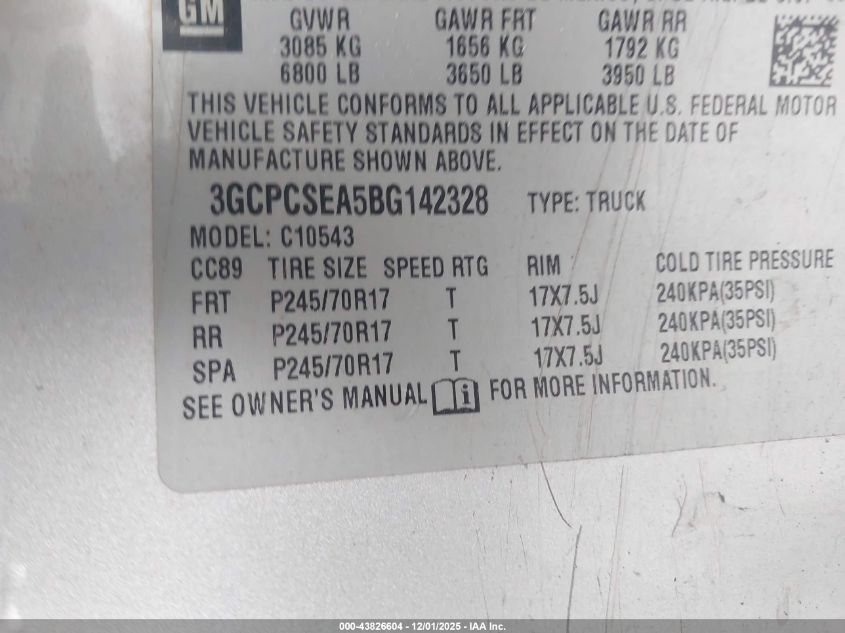 GM
GVWR GAWR FRT GAWR RR
3085 KG 1656 KG 1792 KG
6800 LB 3650 LB 3950 LB
THIS VEHICLE CONFORMS TO ALL APPLICABLE U.S. FEDERAL MOTOR
VEHICLE SAFETY STANDARDS IN EFFECT ON THE DATE OF
MANUFACTURE SHOWN ABOVE.
3GCPCSEA5BG142328 TYPE: TRUCK
MODEL: C10543
CC89 TIRE SIZE SPEED RTG RIM COLD TIRE PRESSURE
FRT P245/70R17 T 17X7.5J 240KPA(35PSI)
RR P245/70R17 T 17X7.5J 240KPA(35PSI)
SPA P245/70R17 T 17X7.5J 240KPA(35PSI)
SEE OWNER'S MANUAL i FOR MORE INFORMATION.
000-43826604 - 12/01/2025 - IAA Inc.